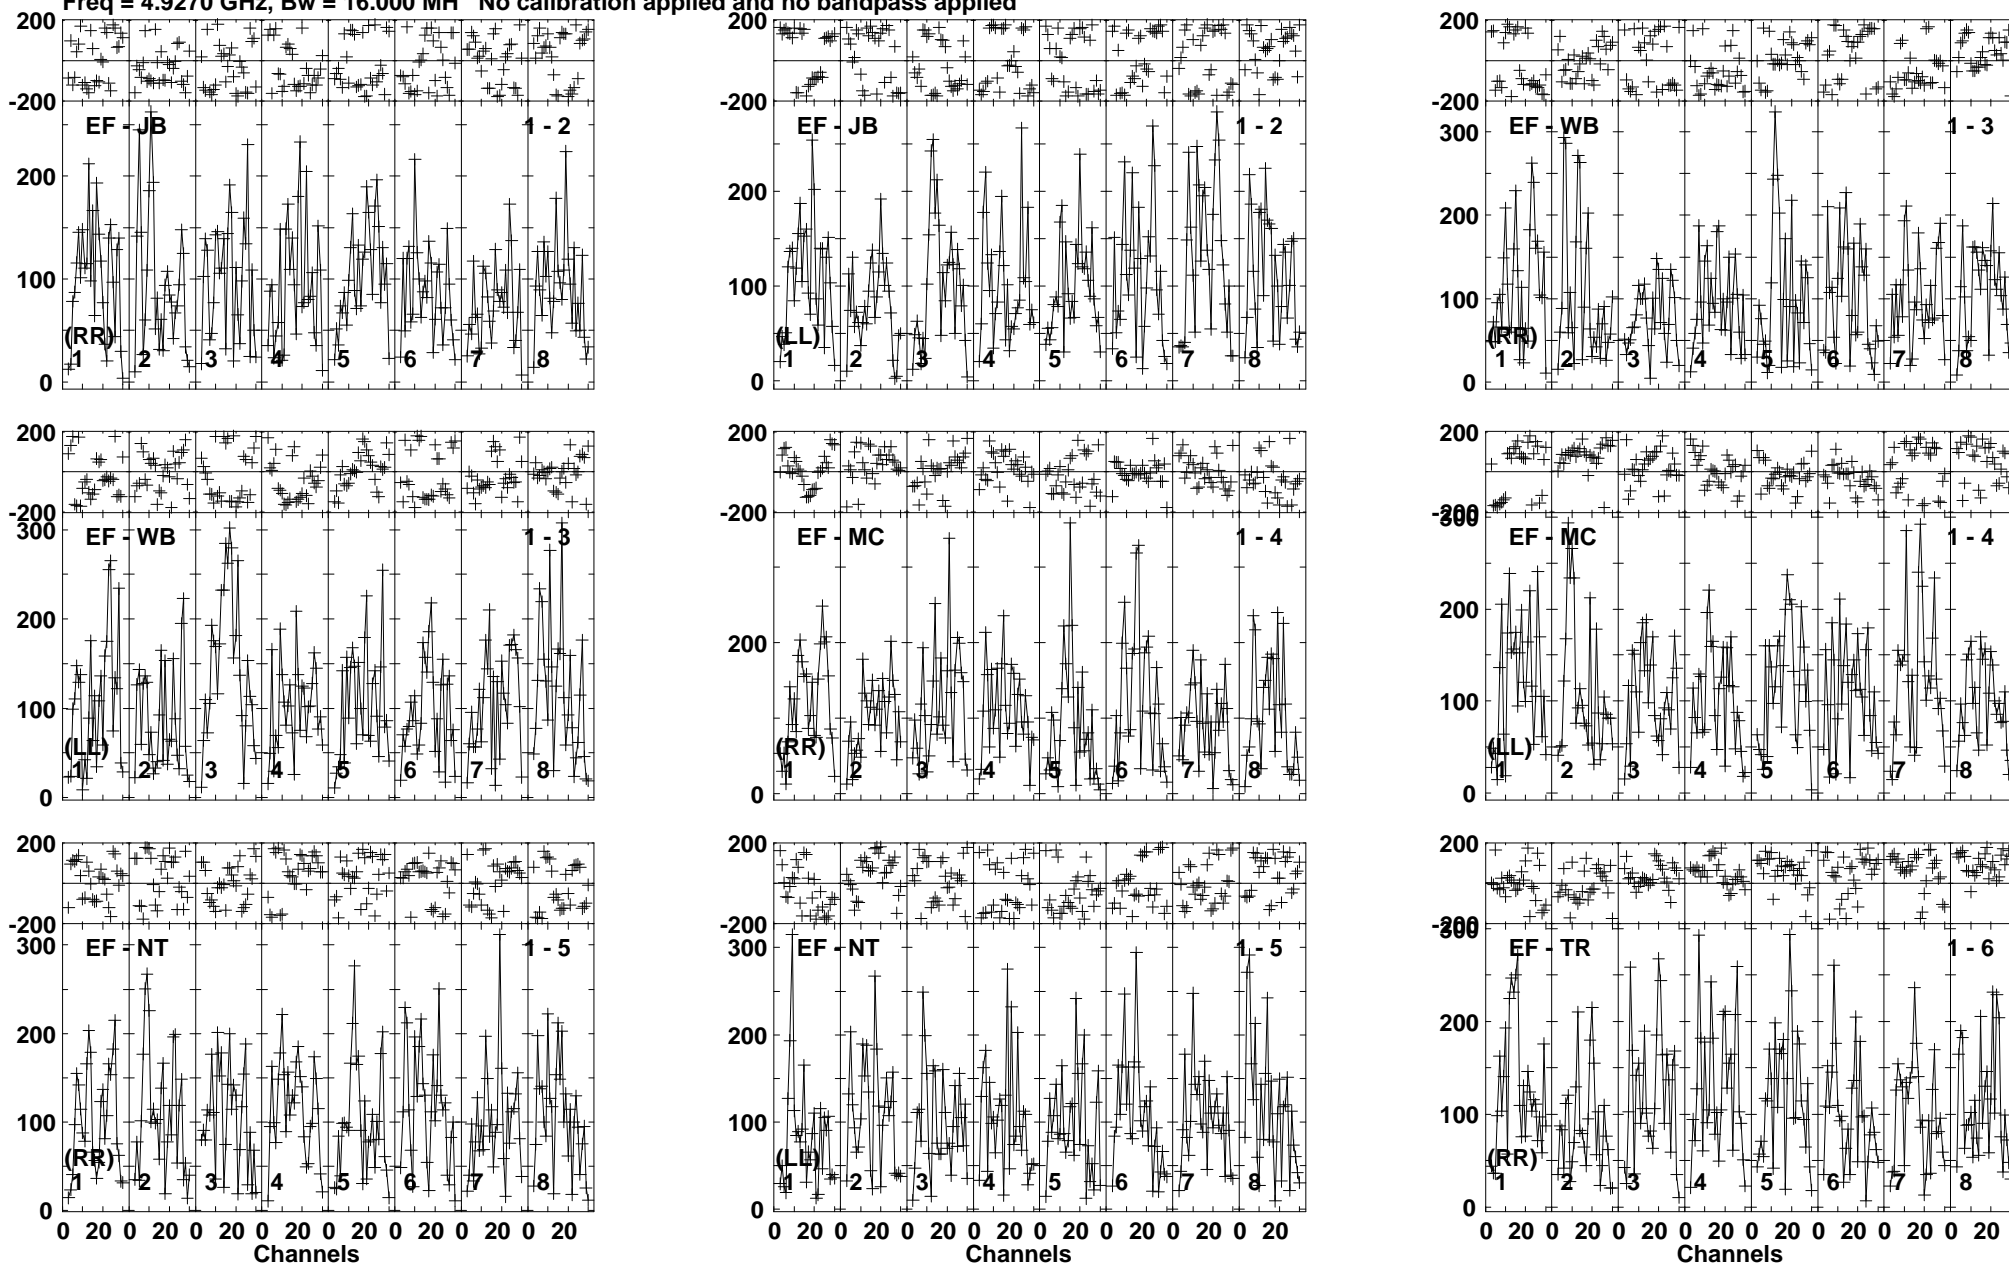 Freq = 4.9270 GHz, Bw = 16.000 MH No calibration applied and no bandpass applied
200 200 200
-200 -200 -200
EF - JB 1 - 2 EF - JB 1 - 2 EF - WB 1 - 3
300
200 200 200
100 100 100
(RR) (LL) (RR)
1 2 3 4 5 6 7 8 1 2 3 4 5 6 7 8 1 2 3 4 5 6 7 8
0 0 0
200 200 200
-200 -200 -200
300 300
EF - WB 1 - 3 EF - MC 1 - 4 EF - MC 1 - 4
200 200 200
100 100
(LL) (RR) (LL)
1 2 3 4 5 6 7 8 1 2 3 4 5 6 7 8 1 2 3 4 5 6 7 8
0 0 0
200 200 200
-200 -200 -200
300 300 300
EF - NT 1 - 5 EF - NT 1 - 5 EF - TR 1 - 6
200 200 200
100 100 100
(RR) (LL) (RR)
1 2 3 4 5 6 7 8 1 2 3 4 5 6 7 8 1 2 3 4 5 6 7 8
0 0 0
0 20 0 20 0 20 0 20 0 20 0 20 0 20 0 20 0 20 0 20 0 20 0 20 0 20 0 20 0 20 0 20 0 20 0 20 0 20 0 20 0 20 0 20 0 20 0 20
Channels Channels Channels